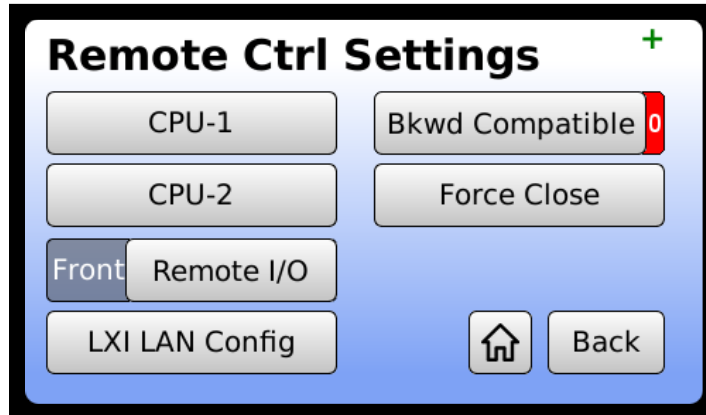 Remote Ctrl Settings +
CPU-1
Bkwd Compatible 0
CPU-2
Force Close
Front Remote I/O
LXI LAN Config
Back